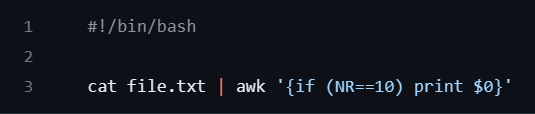 1 #!/bin/bash
2
3 cat file.txt | awk '{if (NR==10) print $0}'